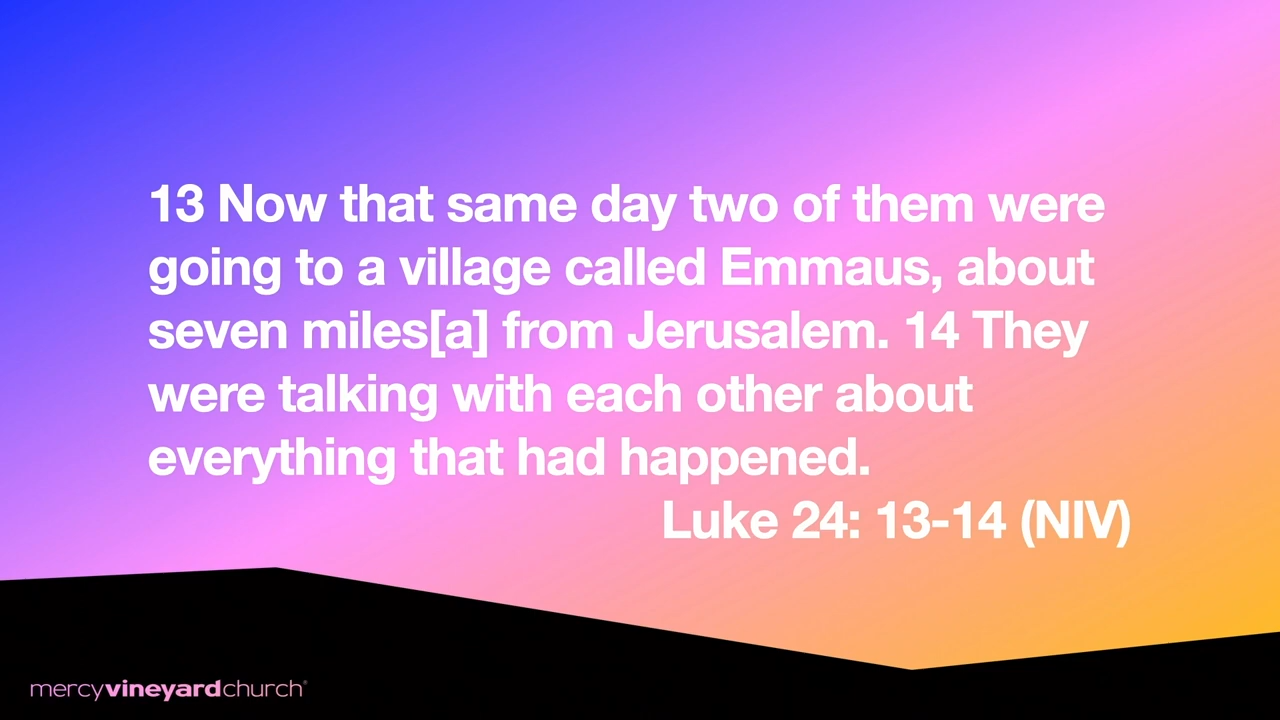 13 Now that same day two of them were
going to a village called Emmaus, about
seven miles[a] from Jerusalem. 14 They
were talking with each other about
everything that had happened.
Luke 24: 13-14 (NIV)
mercyvineyardchurch